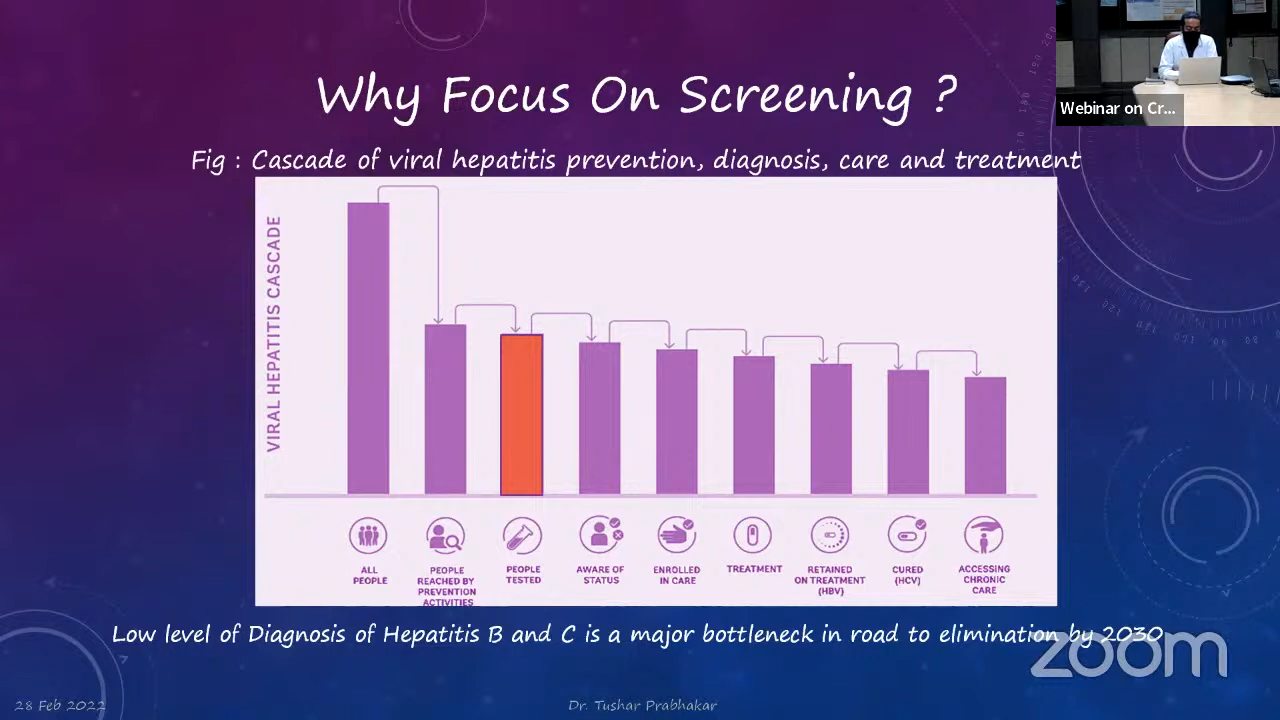 Why Focus On Screening ?
Webinar on Cr...
Fig : Cascade of viral hepatitis prevention, diagnosis, care and treatment
VIRAL HEPATITIS CASCADE
ALL
PEOPLE
PEOPLE
REACHED BY
PREVENTION
ACTIVITIES
PEOPLE
TESTED
AWARE OF
STATUS
ENROLLED
IN CARE
TREATMENT
RETAINED
ON TREATMENT
(HBV)
CURED
(HCV)
ACCESSING
CHRONIC
CARE
Low level of Diagnosis of Hepatitis B and C is a major bottleneck in road to elimination by 2030
zoom
28 Feb 2022
Dr. Tushar Prabhakar